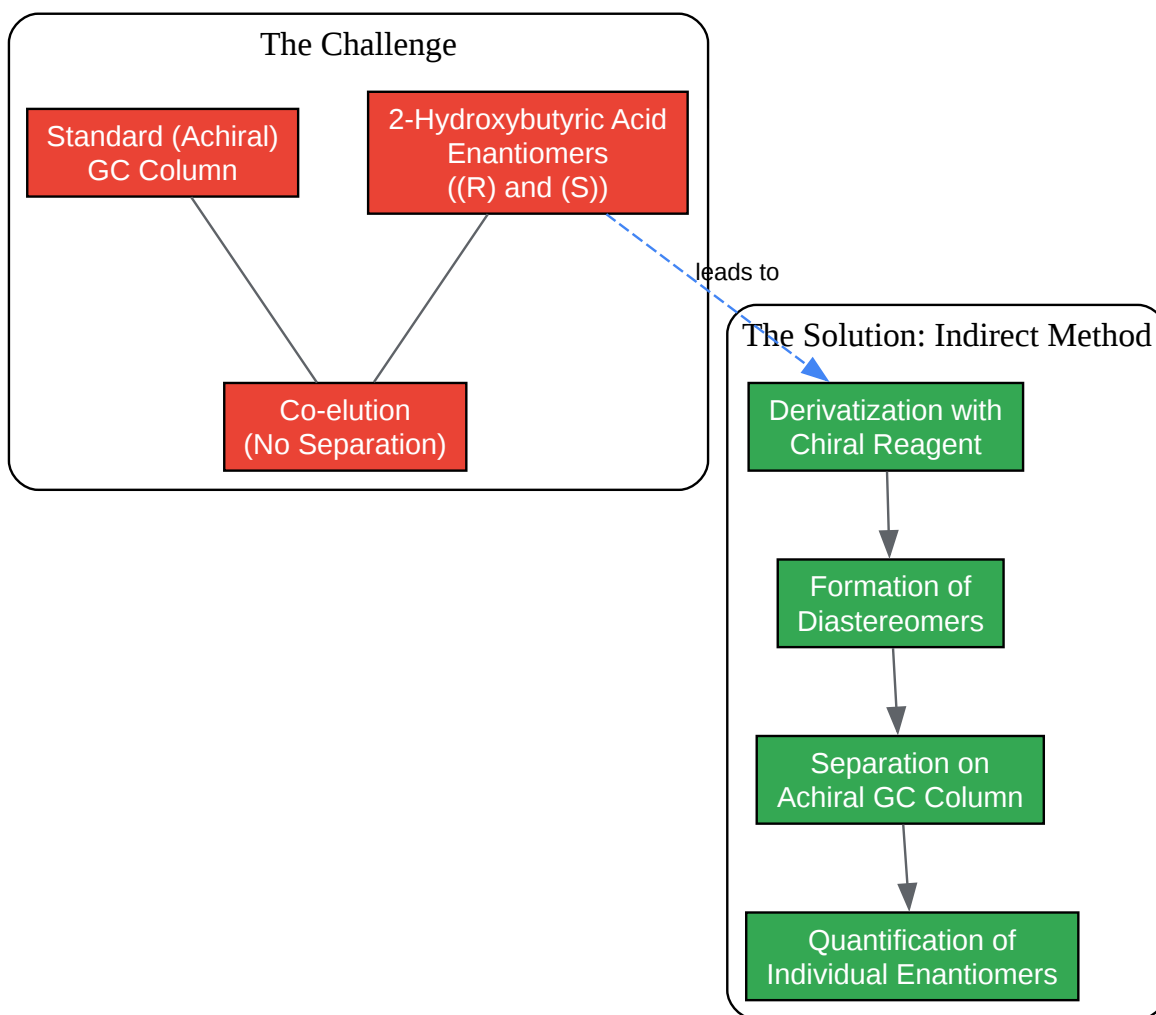 The Challenge
Standard (Achiral)
GC Column
2-Hydroxybutyric Acid
Enantiomers
((R) and (S))
Co-elution
(No Separation)
leads to
The Solution: Indirect Method
Derivatization with
Chiral Reagent
Formation of
Diastereomers
Separation on
Achiral GC Column
Quantification of
Individual Enantiomers